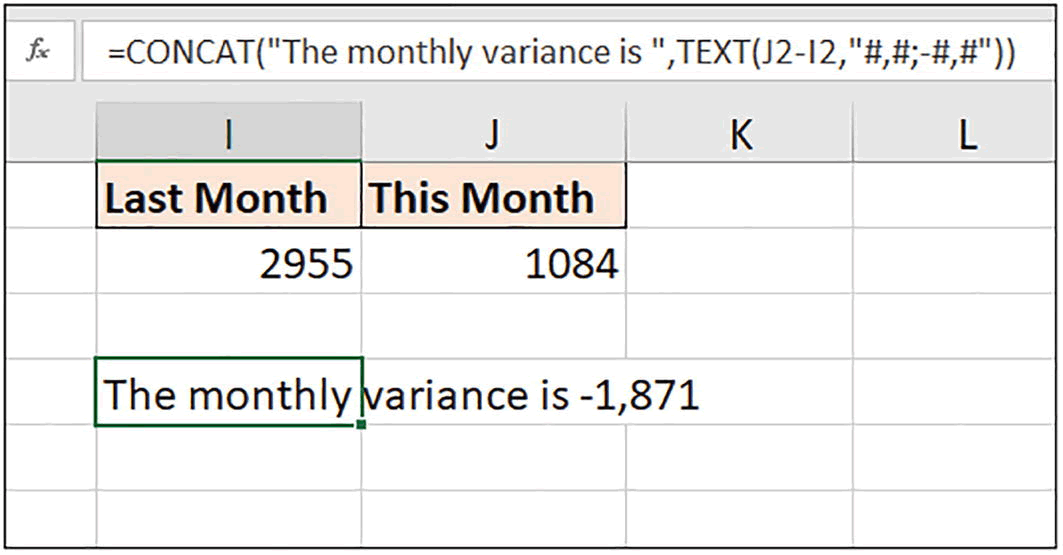 fx =CONCAT("The monthly variance is ",TEXT(J2-I2,"#,#;-#,#"))
I J K L
Last Month This Month
2955 1084
The monthly variance is -1,871